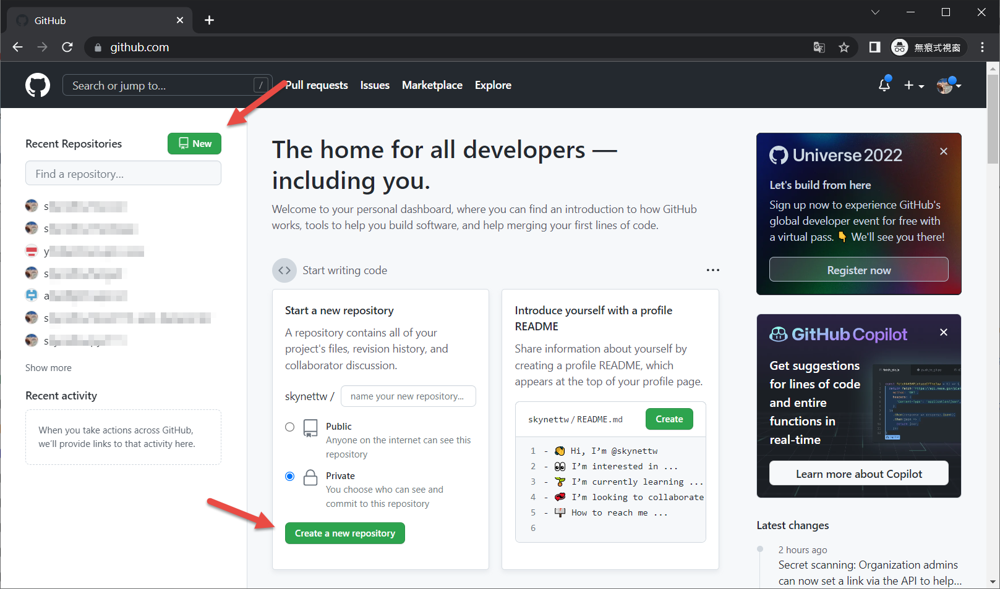 GitHub
github.com
無痕式視窗
Search or jump to...
/
Pull requests
Issues
Marketplace
Explore
Recent Repositories
New
Find a repository...
s
s
y
s
a
s
s
Show more
Recent activity
When you take actions across GitHub,
we'll provide links to that activity here.
The home for all developers —
including you.
Welcome to your personal dashboard, where you can find an introduction to how GitHub
works, tools to help you build software, and help merging your first lines of code.
Start writing code
Start a new repository
A repository contains all of your
project's files, revision history, and
collaborator discussion.
skynettw /
name your new repository...
Public
Anyone on the internet can see this
repository
Private
You choose who can see and
commit to this repository
Create a new repository
Introduce yourself with a profile
README
Share information about yourself by
creating a profile README, which
appears at the top of your profile page.
skynettw / README.md
Create
1 - 👋 Hi, I’m @skynettw
2 - 👀 I’m interested in ...
3 - 🌱 I’m currently learning ...
4 - 💞️ I’m looking to collaborate
5 - 📫 How to reach me ...
6
Universe 2022
Let's build from here
Sign up now to experience GitHub's
global developer event for free with
a virtual pass. 👇 We'll see you there!
Register now
GitHub Copilot
Get suggestions
for lines of code
and entire
functions in
real-time
Learn more about Copilot
Latest changes
2 hours ago
Secret scanning: Organization admins
can now set a link via the API to help...